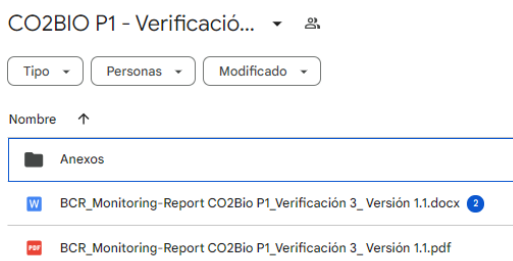 CO2BIO P1 - Verificació...
Tipo Personas Modificado
Nombre
Anexos
W BCR_Monitoring-Report CO2Bio P1_Verificación 3_ Versión 1.1.docx 2
PDF BCR_Monitoring-Report CO2Bio P1_Verificación 3_ Versión 1.1.pdf